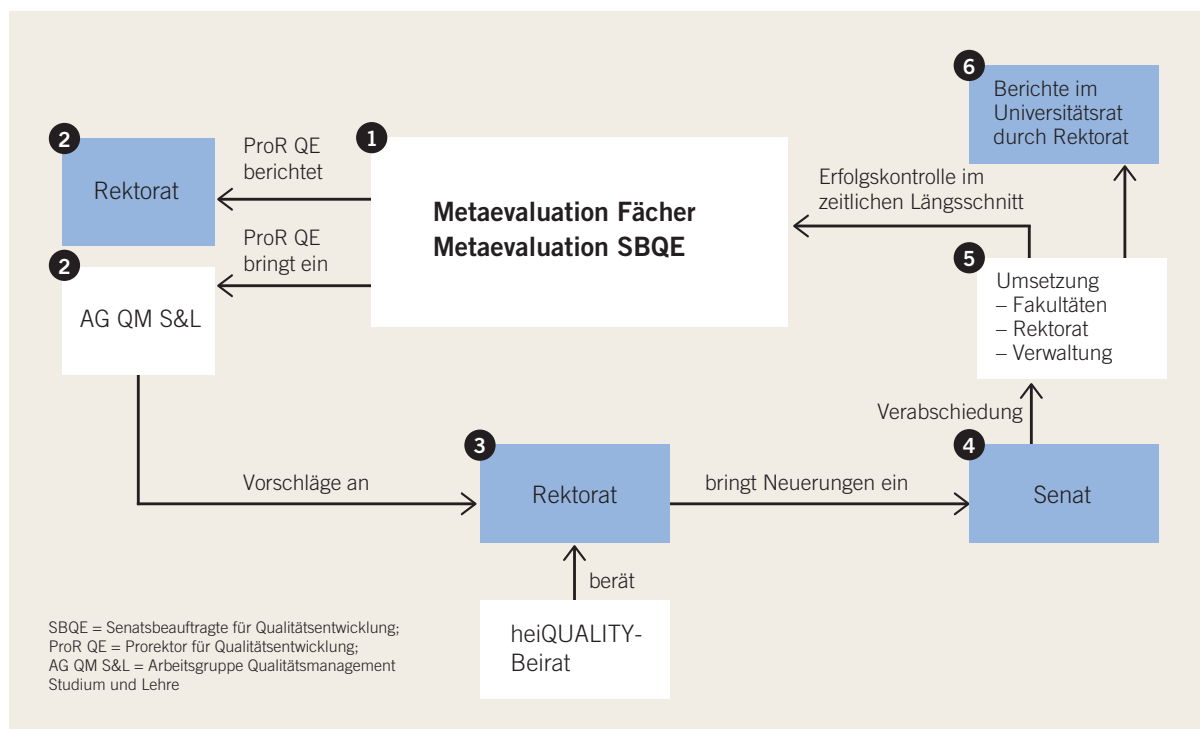 1
Metaevaluation Fächer
Metaevaluation SBQE
ProR QE
berichtet
2
Rektorat
ProR QE
bringt ein
2
AG QM S&L
Vorschläge an
3
Rektorat
berät
heiQUALITY-
Beirat
bringt Neuerungen ein
4
Senat
Verabschiedung
5
Umsetzung
– Fakultäten
– Rektorat
– Verwaltung
Erfolgskontrolle im
zeitlichen Längsschnitt
6
Berichte im
Universitätsrat
durch Rektorat
SBQE = Senatsbeauftragte für Qualitätsentwicklung;
ProR QE = Prorektor für Qualitätsentwicklung;
AG QM S&L = Arbeitsgruppe Qualitätsmanagement
Studium und Lehre